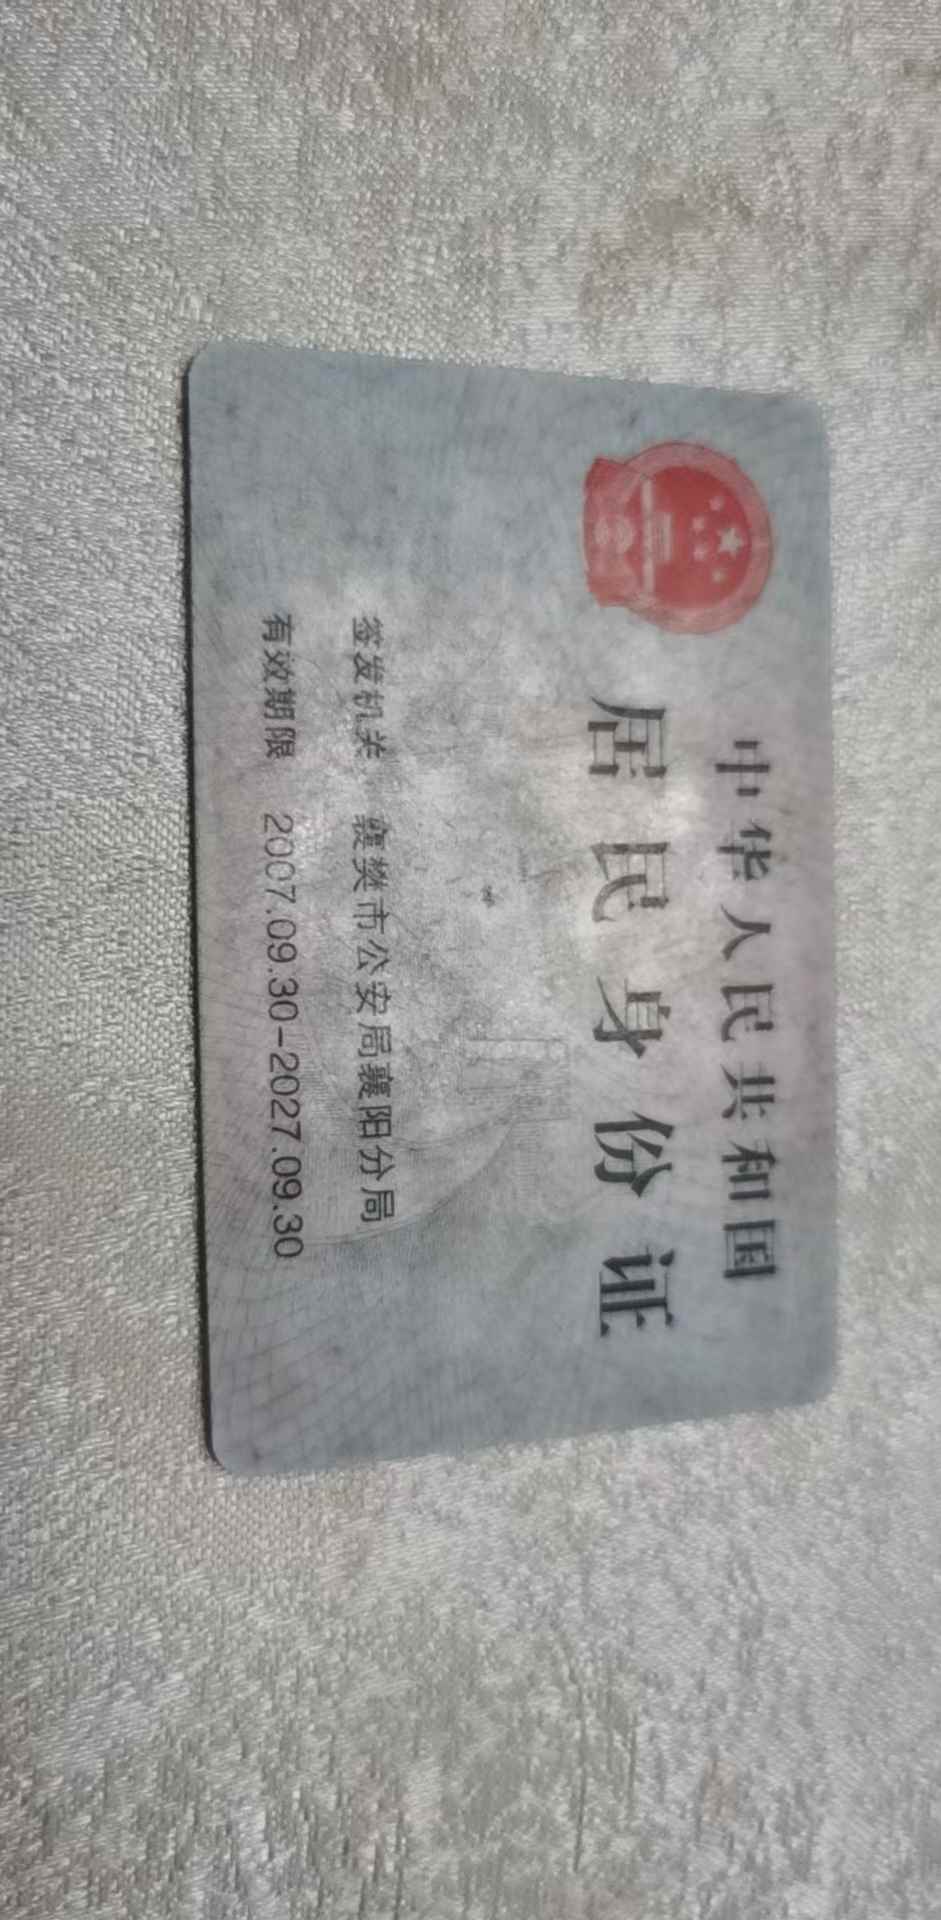 中华人民共和国
居民身份证
签发机关 襄樊市公安局襄阳分局
有效期限 2007.09.30-2027.09.30